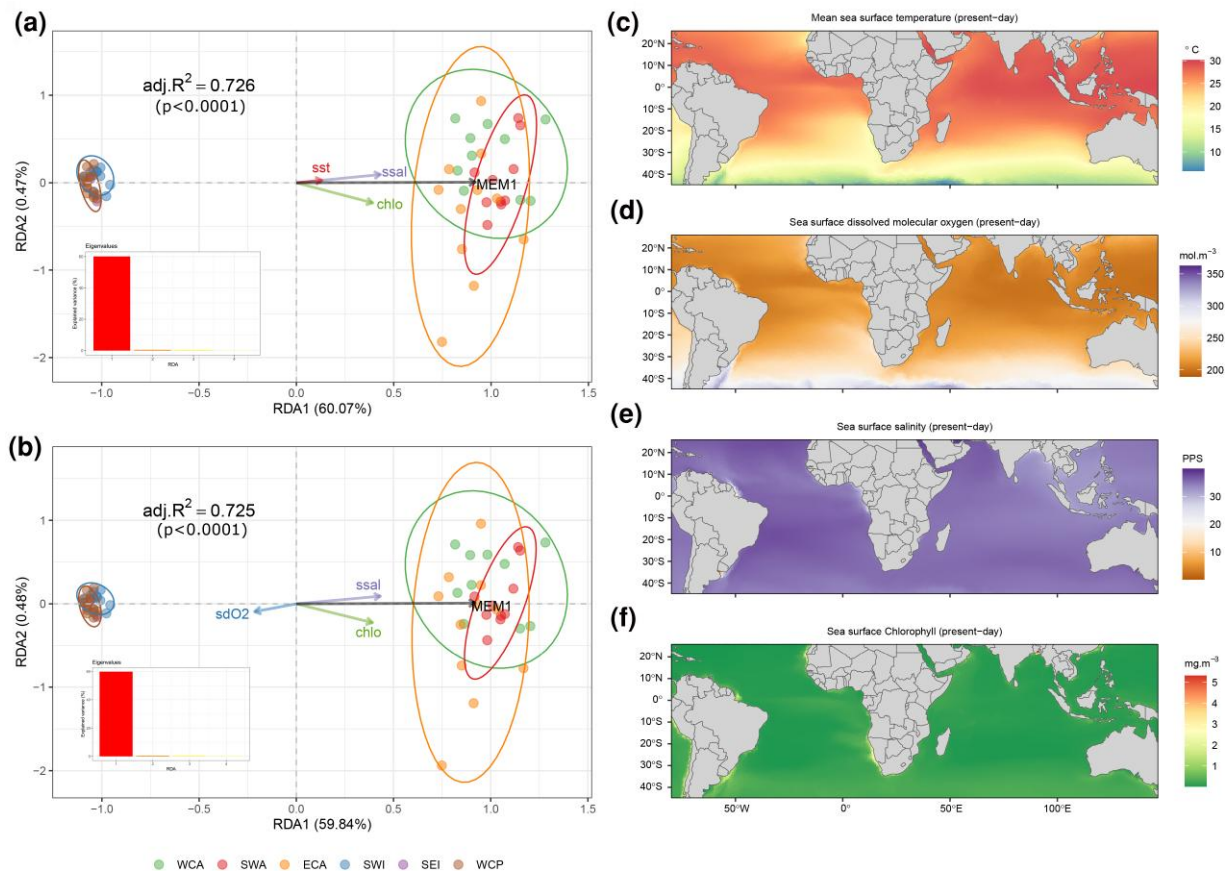 (a)
adj.R² = 0.726
(p<0.0001)
sst
ssal
MEM1
chlo
RDA2 (0.47%)
1
0
−1
−2
Eigenvalues
Explained variance (%)
RDA
−1.0
−0.5
0.0
0.5
1.0
1.5
RDA1 (60.07%)
(b)
adj.R² = 0.725
(p<0.0001)
ssal
MEM1
sdO2
chlo
RDA2 (0.48%)
1
0
−1
−2
Eigenvalues
Explained variance (%)
RDA
−1.0
−0.5
0.0
0.5
1.0
1.5
RDA1 (59.84%)
WCA SWA ECA SWI SEI WCP
(c)
Mean sea surface temperature (present−day)
20°N
10°N
0°
10°S
20°S
30°S
40°S
° C
30
25
20
15
10
(d)
Sea surface dissolved molecular oxygen (present−day)
20°N
10°N
0°
10°S
20°S
30°S
40°S
mol.m⁻³
350
300
250
200
(e)
Sea surface salinity (present−day)
20°N
10°N
0°
10°S
20°S
30°S
40°S
PPS
30
20
10
(f)
Sea surface Chlorophyll (present−day)
20°N
10°N
0°
10°S
20°S
30°S
40°S
mg.m⁻³
5
4
3
2
1
50°W
0°
50°E
100°E